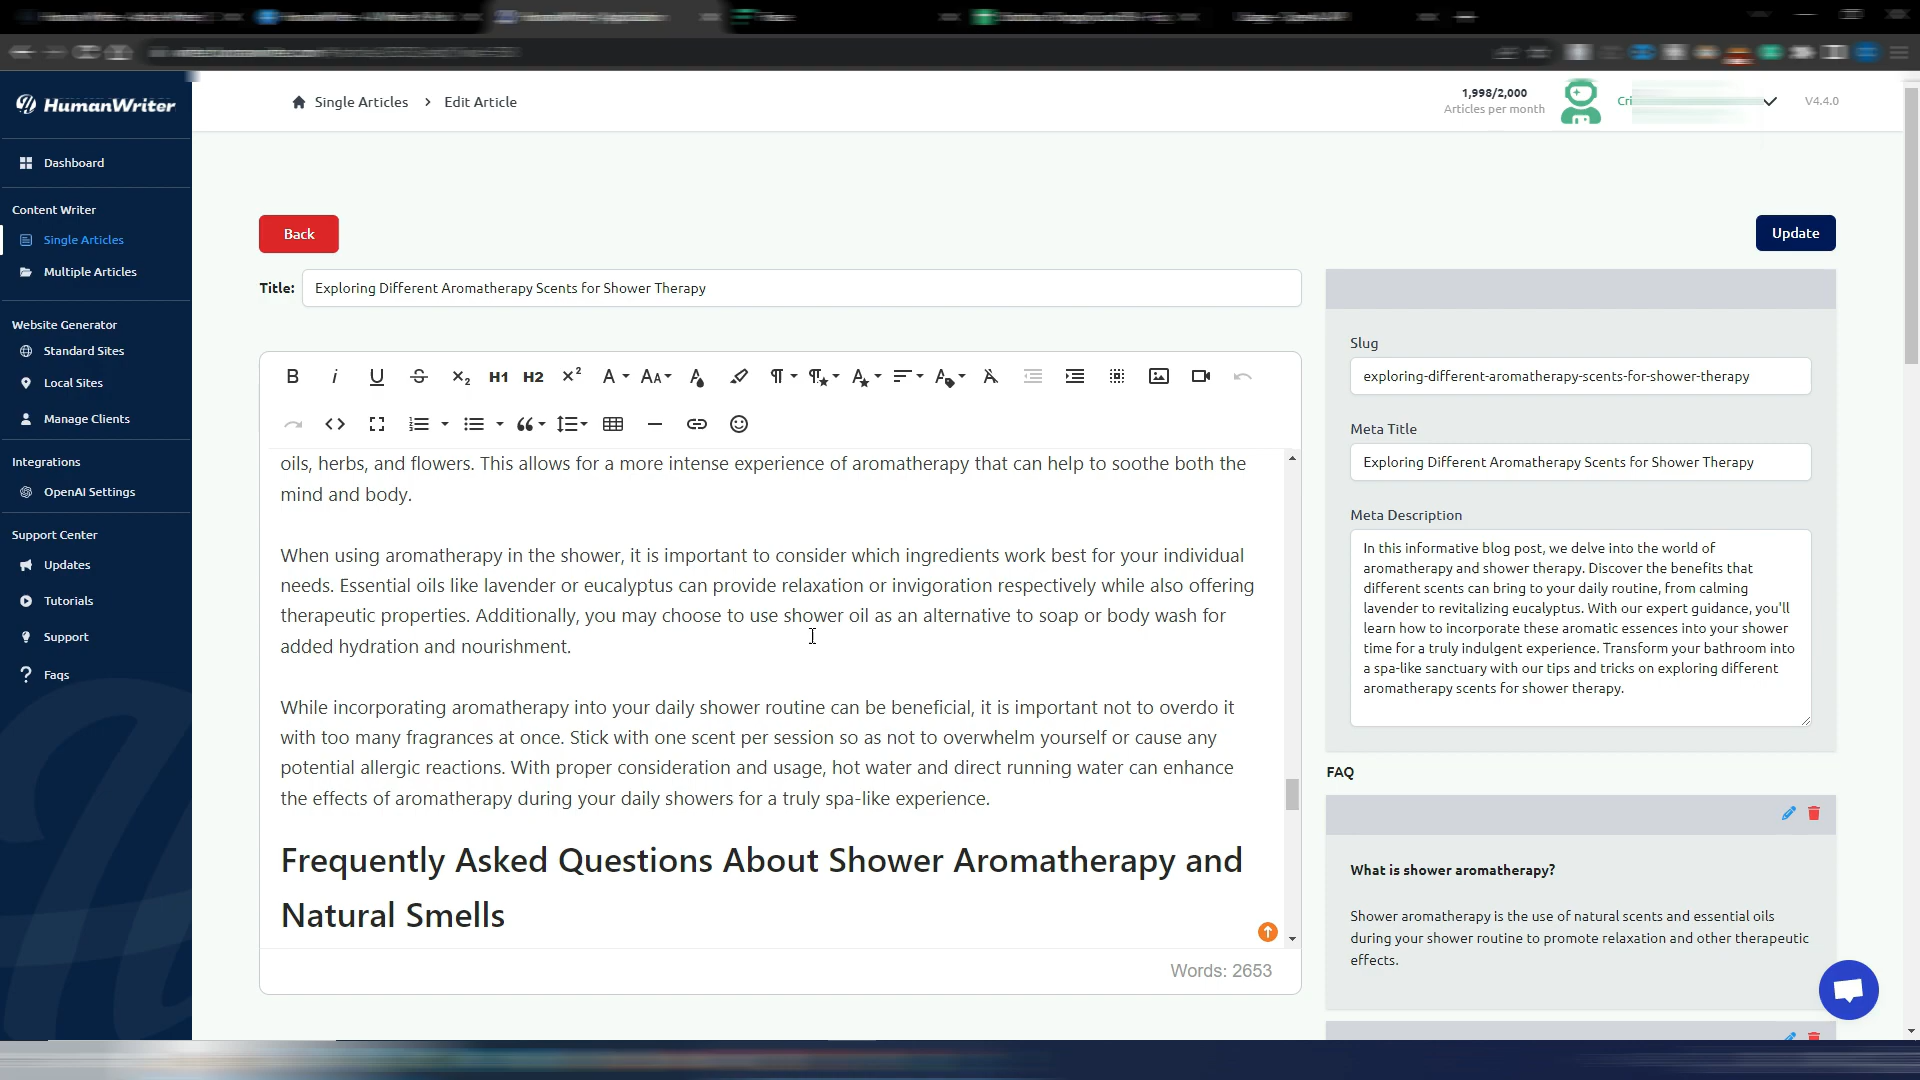 HumanWriter
Single Articles > Edit Article
1,998/2,000
Articles per month
Cri
V4.4.0
Dashboard
Content Writer
Single Articles
Multiple Articles
Website Generator
Standard Sites
Local Sites
Manage Clients
Integrations
OpenAI Settings
Support Center
Updates
Tutorials
Support
Faqs
Back
Update
Title:
Exploring Different Aromatherapy Scents for Shower Therapy
B i U S X₂ H1 H2 X²
oils, herbs, and flowers. This allows for a more intense experience of aromatherapy that can help to soothe both the
mind and body.
When using aromatherapy in the shower, it is important to consider which ingredients work best for your individual
needs. Essential oils like lavender or eucalyptus can provide relaxation or invigoration respectively while also offering
therapeutic properties. Additionally, you may choose to use shower oil as an alternative to soap or body wash for
added hydration and nourishment.
While incorporating aromatherapy into your daily shower routine can be beneficial, it is important not to overdo it
with too many fragrances at once. Stick with one scent per session so as not to overwhelm yourself or cause any
potential allergic reactions. With proper consideration and usage, hot water and direct running water can enhance
the effects of aromatherapy during your daily showers for a truly spa-like experience.
Frequently Asked Questions About Shower Aromatherapy and
Natural Smells
Words: 2653
Slug
exploring-different-aromatherapy-scents-for-shower-therapy
Meta Title
Exploring Different Aromatherapy Scents for Shower Therapy
Meta Description
In this informative blog post, we delve into the world of
aromatherapy and shower therapy. Discover the benefits that
different scents can bring to your daily routine, from calming
lavender to revitalizing eucalyptus. With our expert guidance, you'll
learn how to incorporate these aromatic essences into your shower
time for a truly indulgent experience. Transform your bathroom into
a spa-like sanctuary with our tips and tricks on exploring different
aromatherapy scents for shower therapy.
FAQ
What is shower aromatherapy?
Shower aromatherapy is the use of natural scents and essential oils
during your shower routine to promote relaxation and other therapeutic
effects.